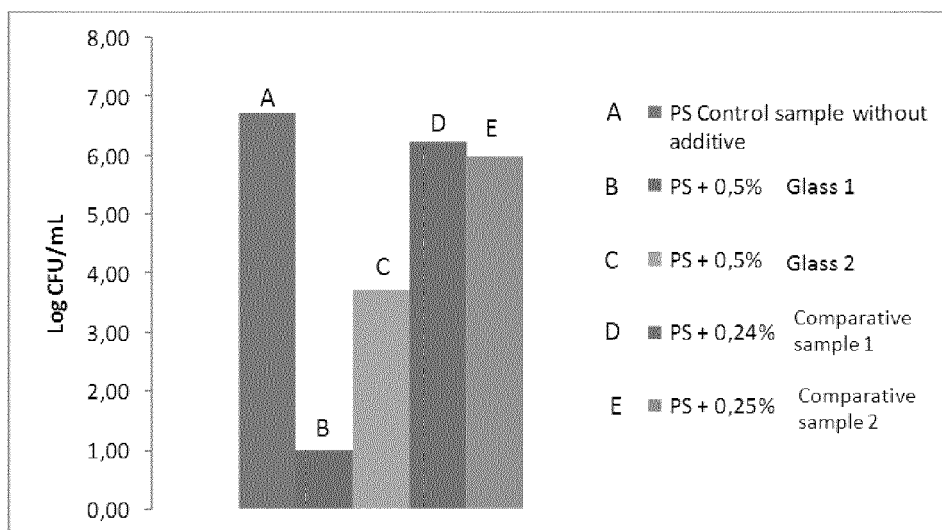 8,00
7,00
6,00
5,00
4,00
3,00
2,00
1,00
0,00
Log CFU/mL
A
B
C
D
E
A PS Control sample without
additive
B PS + 0,5% Glass 1
C PS + 0,5% Glass 2
D PS + 0,24% Comparative
sample 1
E PS + 0,25% Comparative
sample 2